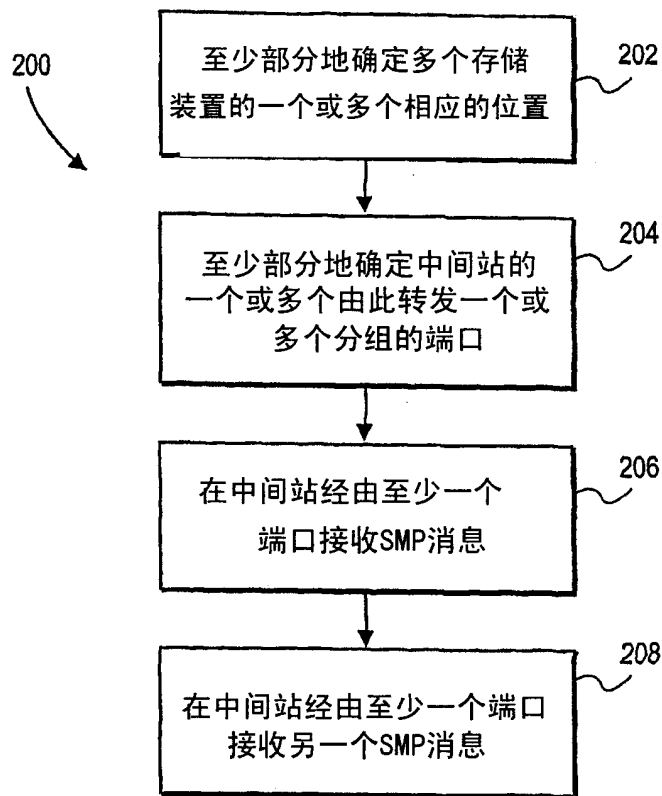 200
至少部分地确定多个存储
装置的一个或多个相应的位置
202
至少部分地确定中间站的
一个或多个由此转发一个或
多个分组的端口
204
在中间站经由至少一个
端口接收SMP消息
206
在中间站经由至少一个端口
接收另一个SMP消息
208